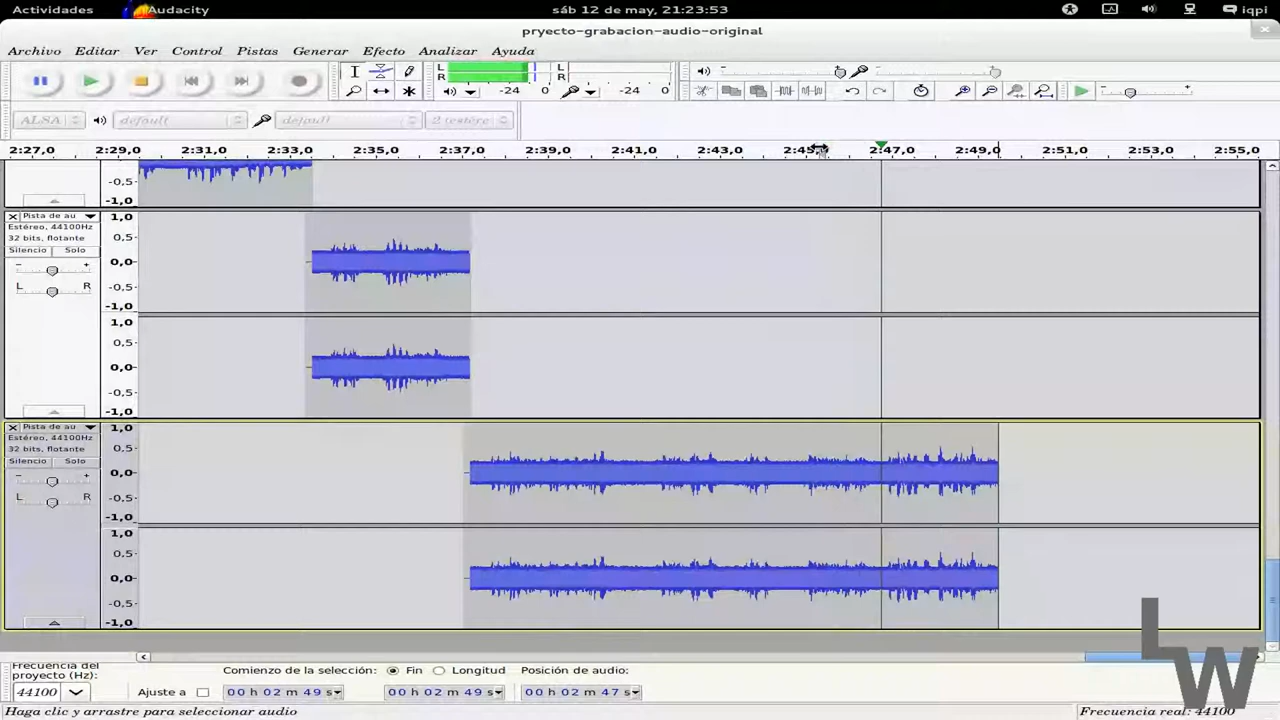 Actividades Audacity sáb 12 de may, 21:23:53 iqpi
pryecto-grabacion-audio-original
Archivo Editar Ver Control Pistas Generar Efecto Analizar Ayuda
L R -24 0 L R -24 0
ALSA default default 2 (estére
2:27,0 2:29,0 2:31,0 2:33,0 2:35,0 2:37,0 2:39,0 2:41,0 2:43,0 2:45,0 2:47,0 2:49,0 2:51,0 2:53,0 2:55,0
-0,5
-1,0
Pista de au 1,0
Estéreo, 44100Hz
32 bits, flotante 0,5
Silencio Solo
0,0
- +
L R -0,5
-1,0
1,0
0,5
0,0
-0,5
-1,0
Pista de au 1,0
Estéreo, 44100Hz
32 bits, flotante 0,5
Silencio Solo
0,0
- +
L R -0,5
-1,0
1,0
0,5
0,0
-0,5
-1,0
LW
Frecuencia del
proyecto (Hz): Comienzo de la selección: Fin Longitud Posición de audio:
44100 Ajuste a 00 h 02 m 49 s 00 h 02 m 49 s 00 h 02 m 47 s
Haga clic y arrastre para seleccionar audio Frecuencia real: 44100